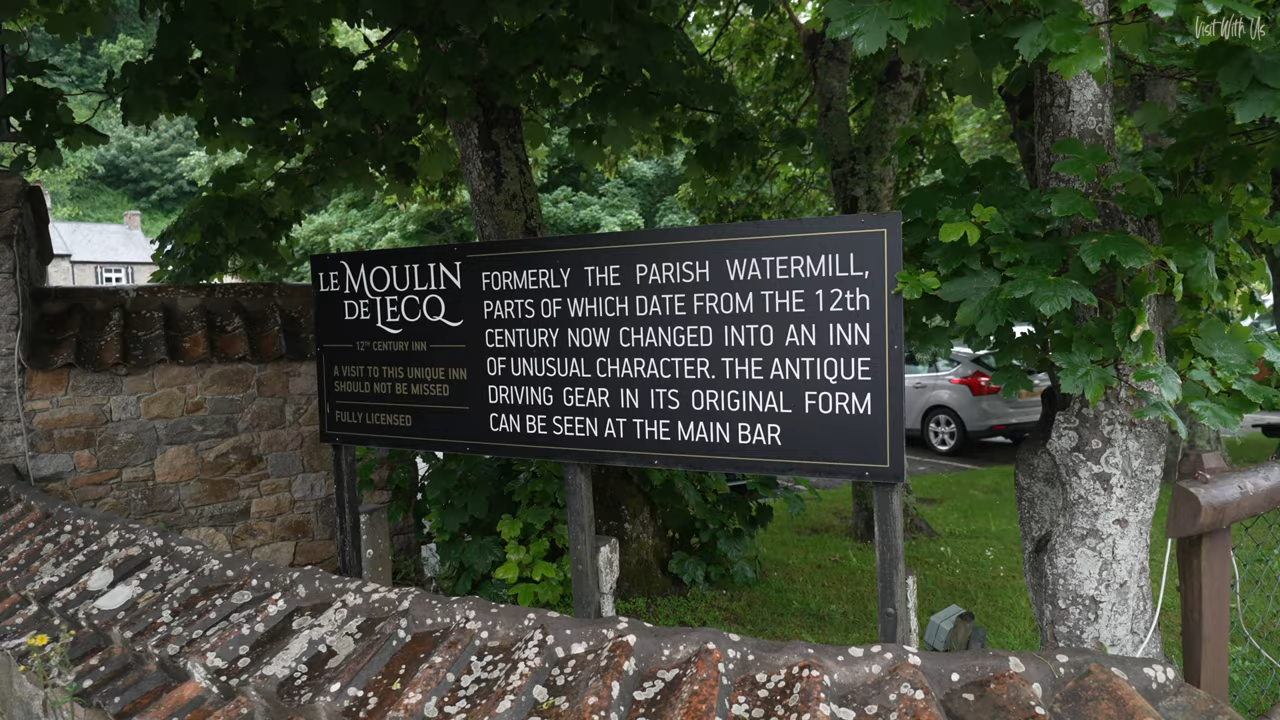 Visit With Us
LE MOULIN
DE LECQ
12TH CENTURY INN
A VISIT TO THIS UNIQUE INN
SHOULD NOT BE MISSED
FULLY LICENSED
FORMERLY THE PARISH WATERMILL,
PARTS OF WHICH DATE FROM THE 12th
CENTURY NOW CHANGED INTO AN INN
OF UNUSUAL CHARACTER. THE ANTIQUE
DRIVING GEAR IN ITS ORIGINAL FORM
CAN BE SEEN AT THE MAIN BAR